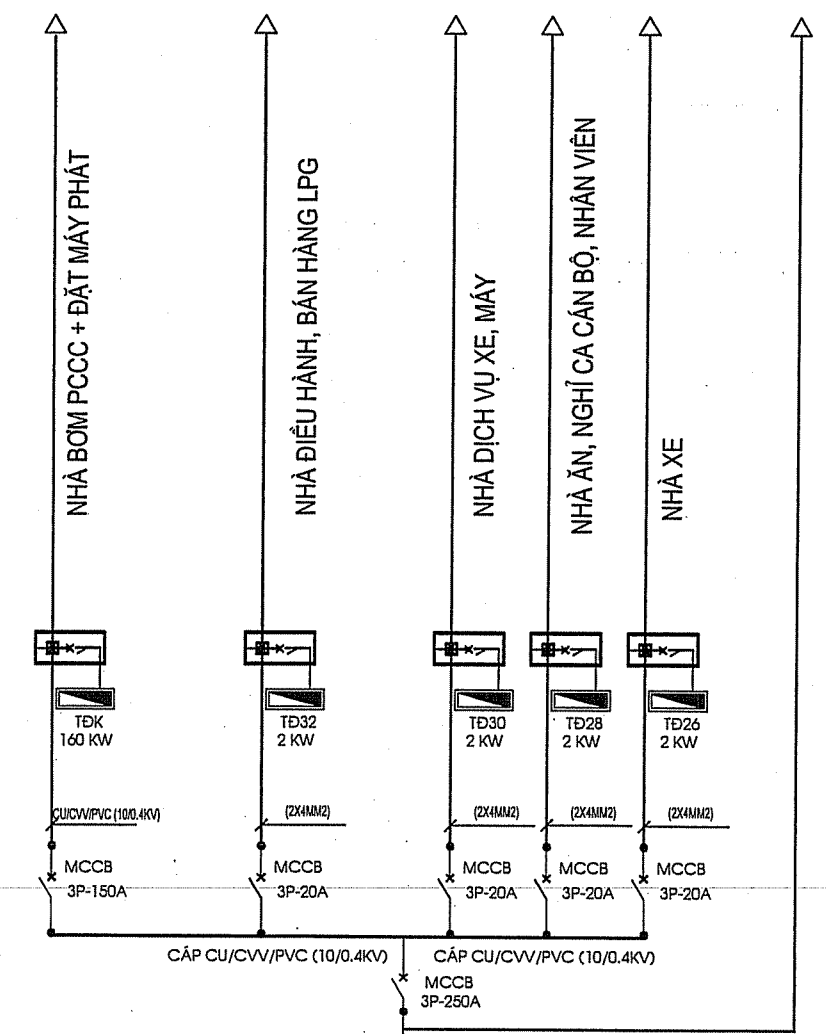 NHÀ BƠM PCCC + ĐẶT MÁY PHÁT
NHÀ ĐIỀU HÀNH, BÁN HÀNG LPG
NHÀ DỊCH VỤ XE, MÁY
NHÀ ĂN, NGHỈ CA CÁN BỘ, NHÂN VIÊN
NHÀ XE
TĐK
160 KW
TĐ32
2 KW
TĐ30
2 KW
TĐ28
2 KW
TĐ26
2 KW
CU/CVV/PVC (10/0.4KV)
(2X4MM2)
(2X4MM2)
(2X4MM2)
(2X4MM2)
MCCB
3P-150A
MCCB
3P-20A
MCCB
3P-20A
MCCB
3P-20A
MCCB
3P-20A
CÁP CU/CVV/PVC (10/0.4KV)
CÁP CU/CVV/PVC (10/0.4KV)
MCCB
3P-250A